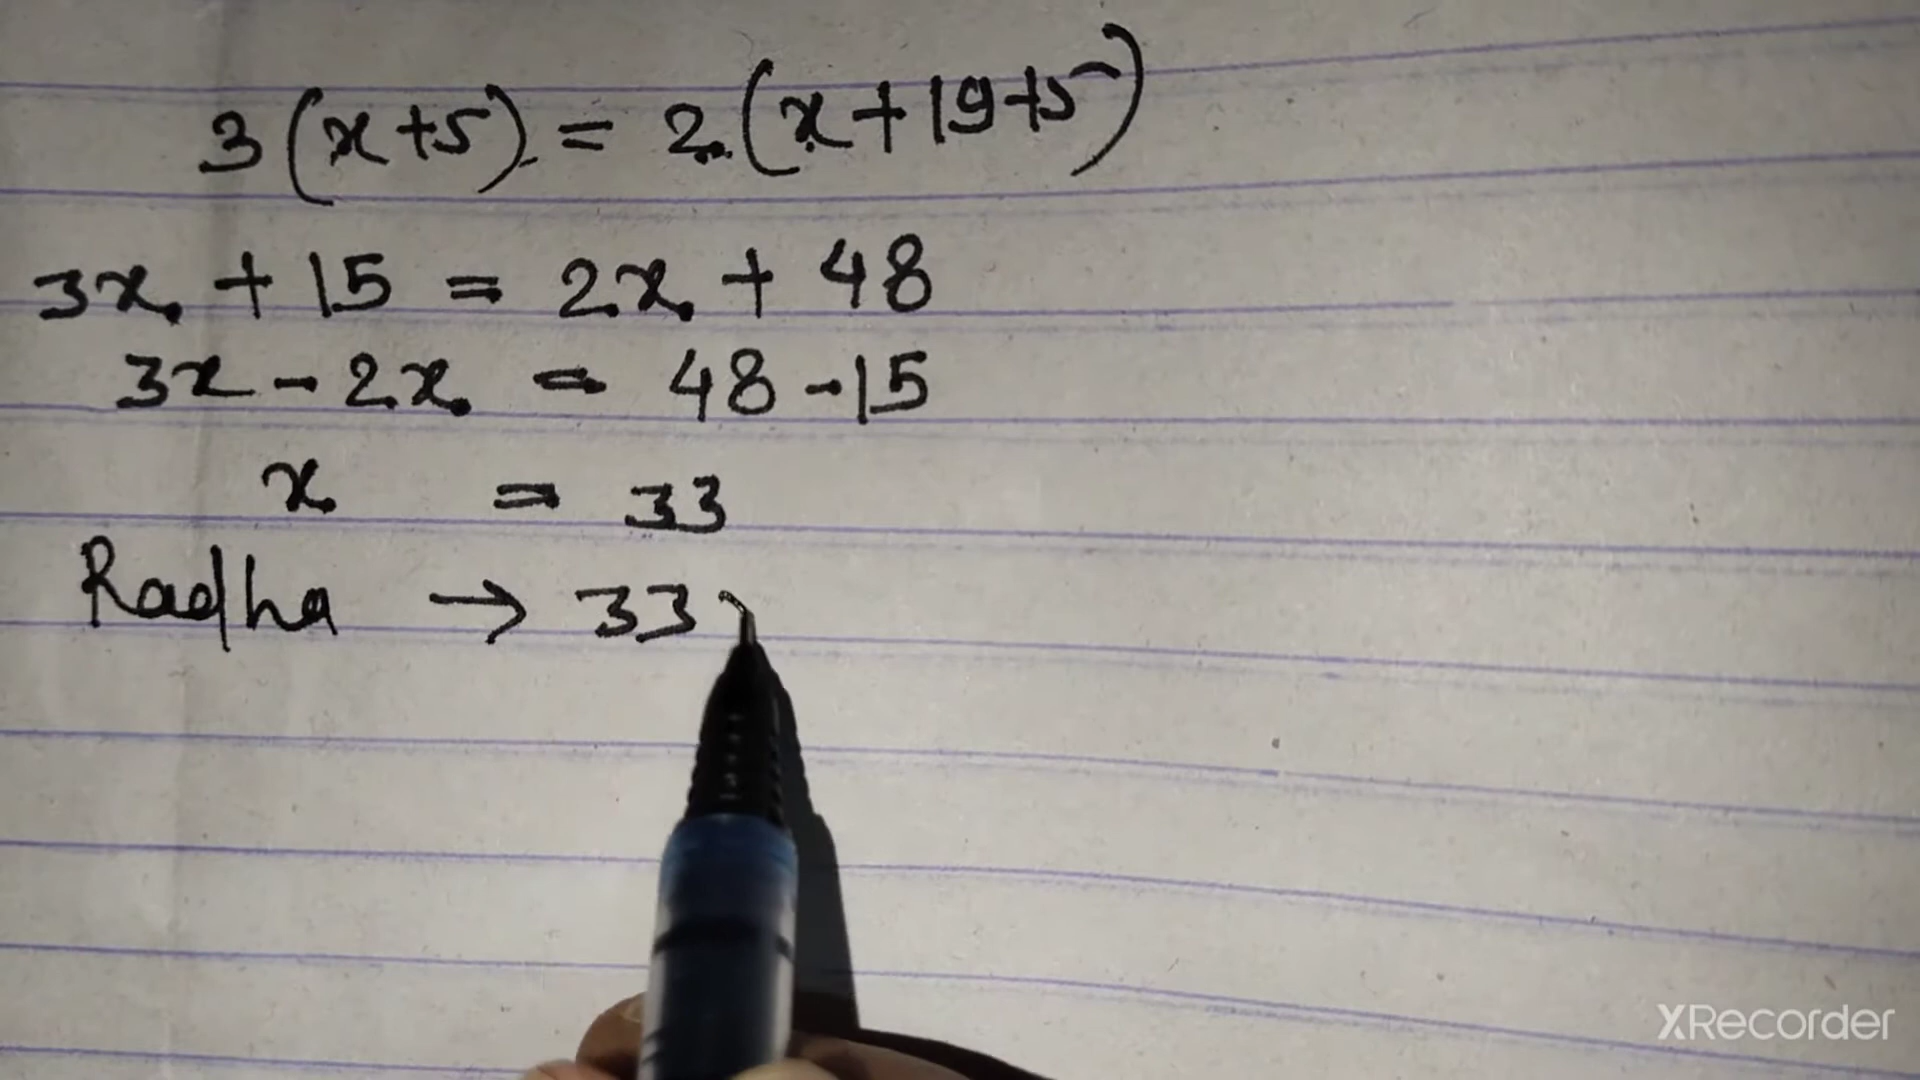 3(x+5) = 2(x+19+5)
3x + 15 = 2x + 48
3x - 2x = 48 - 15
x = 33
Radha → 33
XRecorder